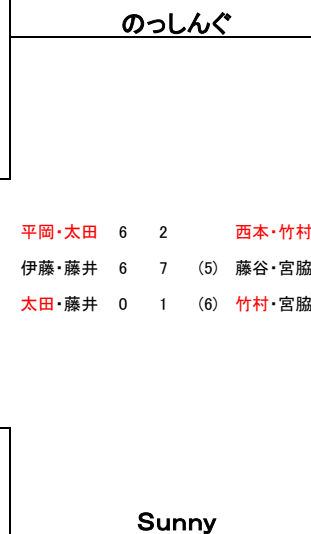 のっしんぐ
平岡・太田 6 2 西本・竹村
伊藤・藤井 6 7 (5) 藤谷・宮脇
太田・藤井 0 1 (6) 竹村・宮脇
Sunny